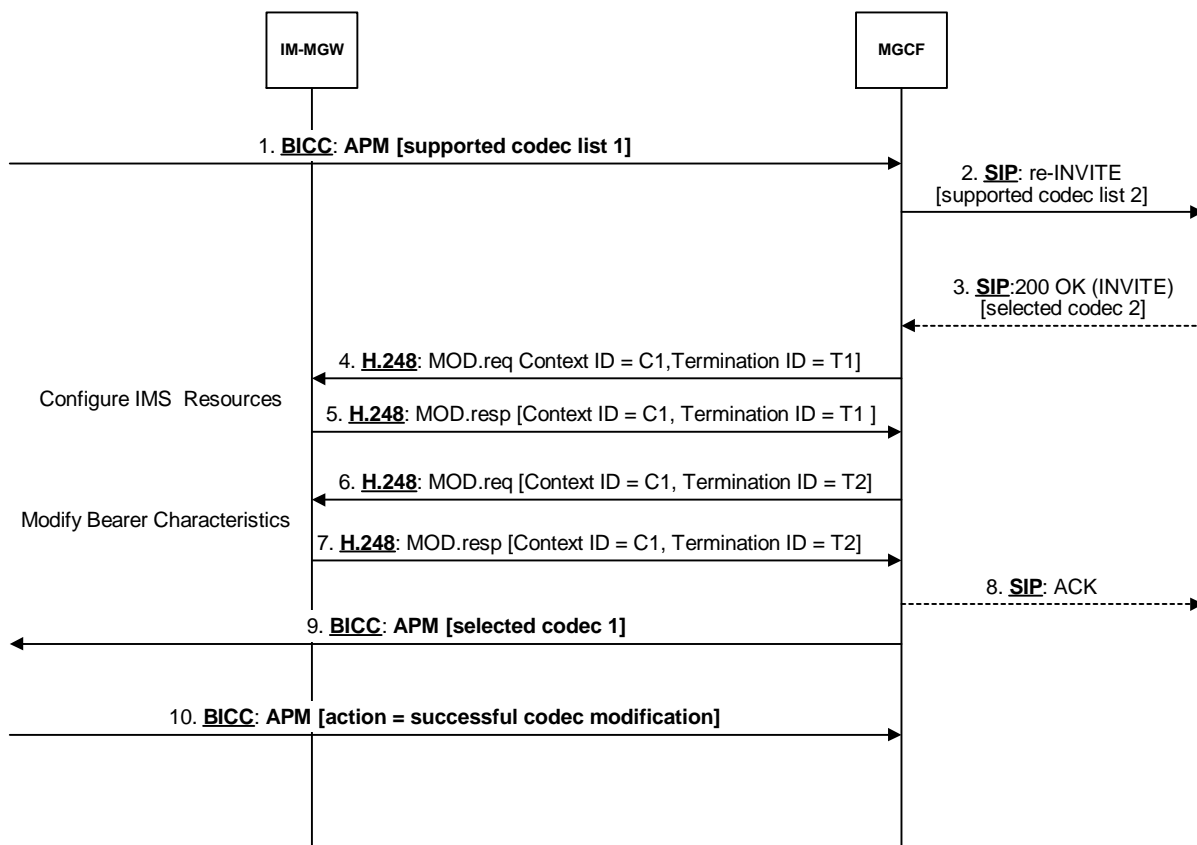 IM-MGW
MGCF
1. BICC: APM [supported codec list 1]
2. SIP: re-INVITE
[supported codec list 2]
3. SIP:200 OK (INVITE)
[selected codec 2]
4. H.248: MOD.req Context ID = C1,Termination ID = T1]
Configure IMS Resources
5. H.248: MOD.resp [Context ID = C1, Termination ID = T1 ]
6. H.248: MOD.req [Context ID = C1, Termination ID = T2]
Modify Bearer Characteristics
7. H.248: MOD.resp [Context ID = C1, Termination ID = T2]
8. SIP: ACK
9. BICC: APM [selected codec 1]
10. BICC: APM [action = successful codec modification]